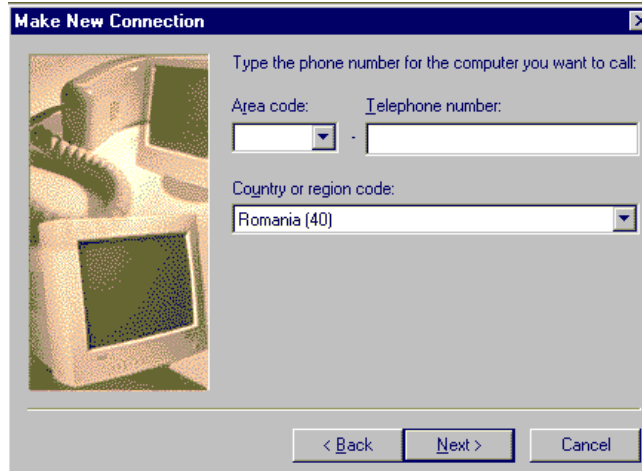 Make New Connection
Type the phone number for the computer you want to call:
Area code: Telephone number:
-
Country or region code:
Romania (40)
< Back Next > Cancel